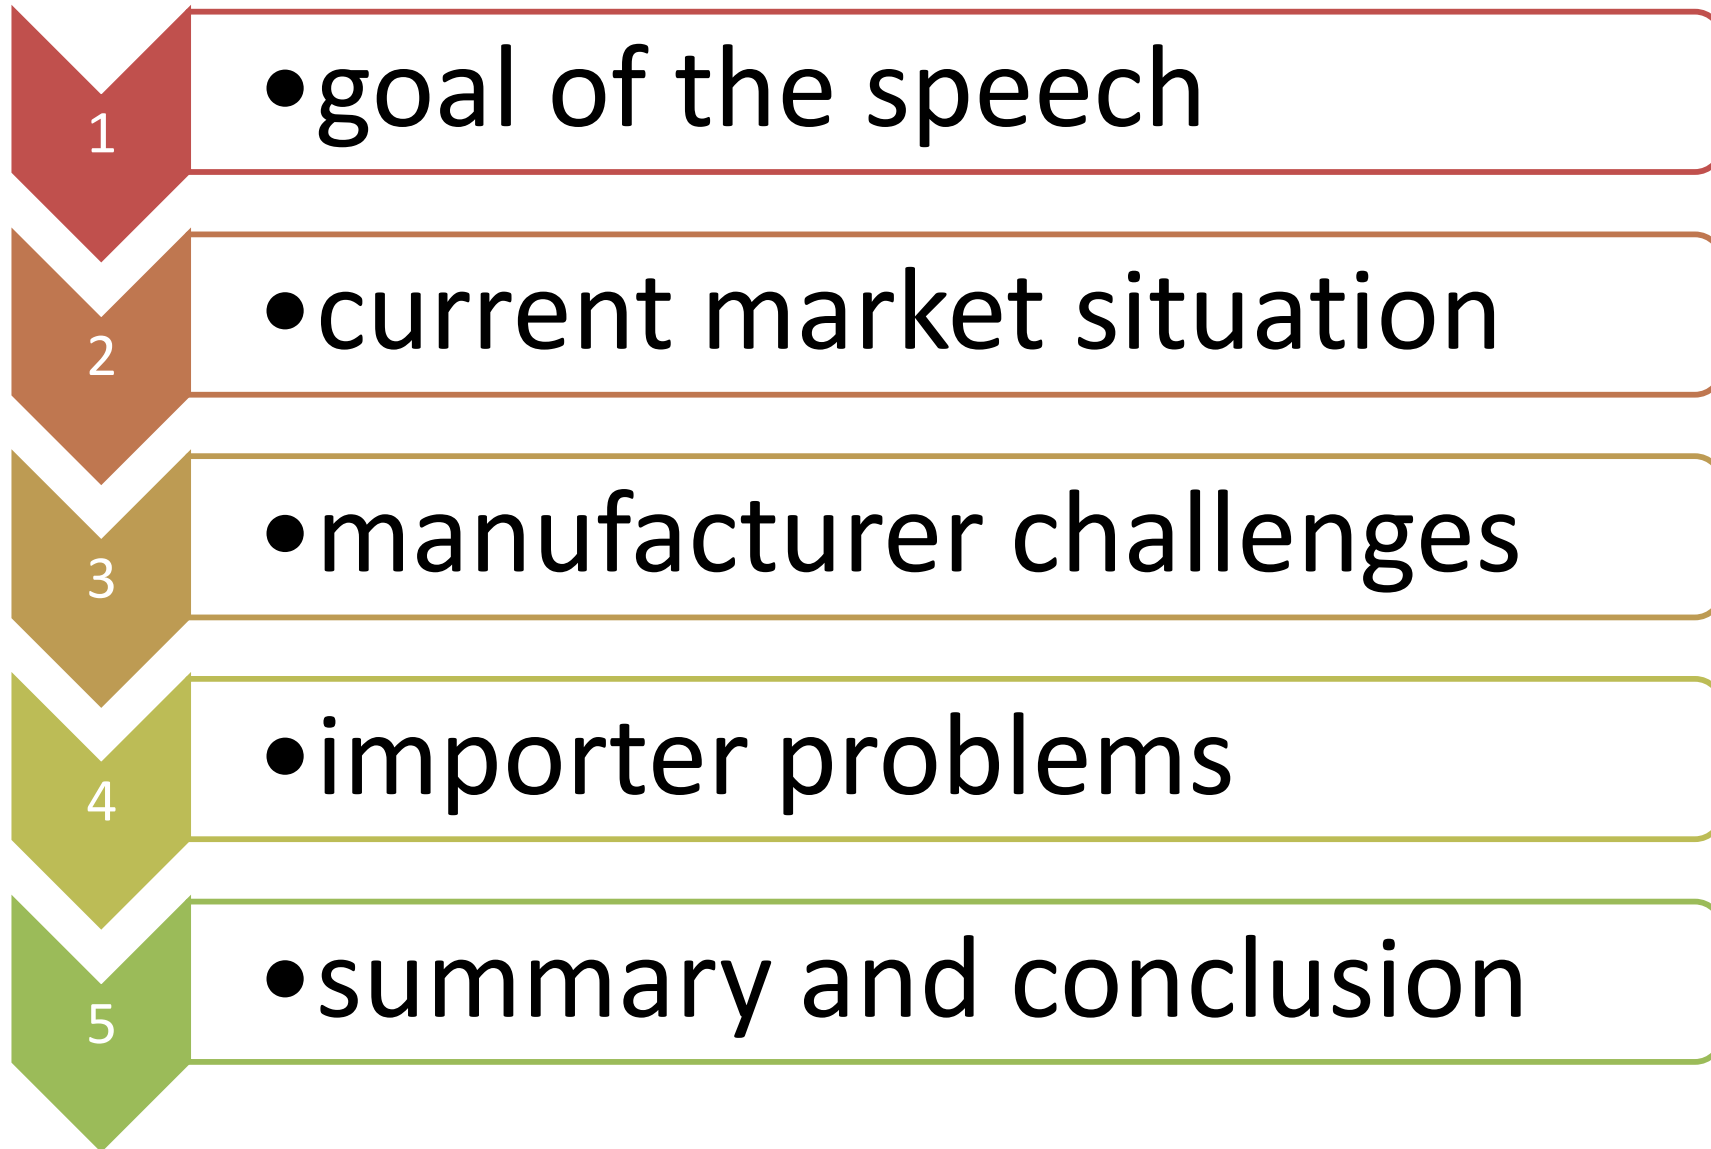 1 •goal of the speech
2 •current market situation
3 •manufacturer challenges
4 •importer problems
5 •summary and conclusion